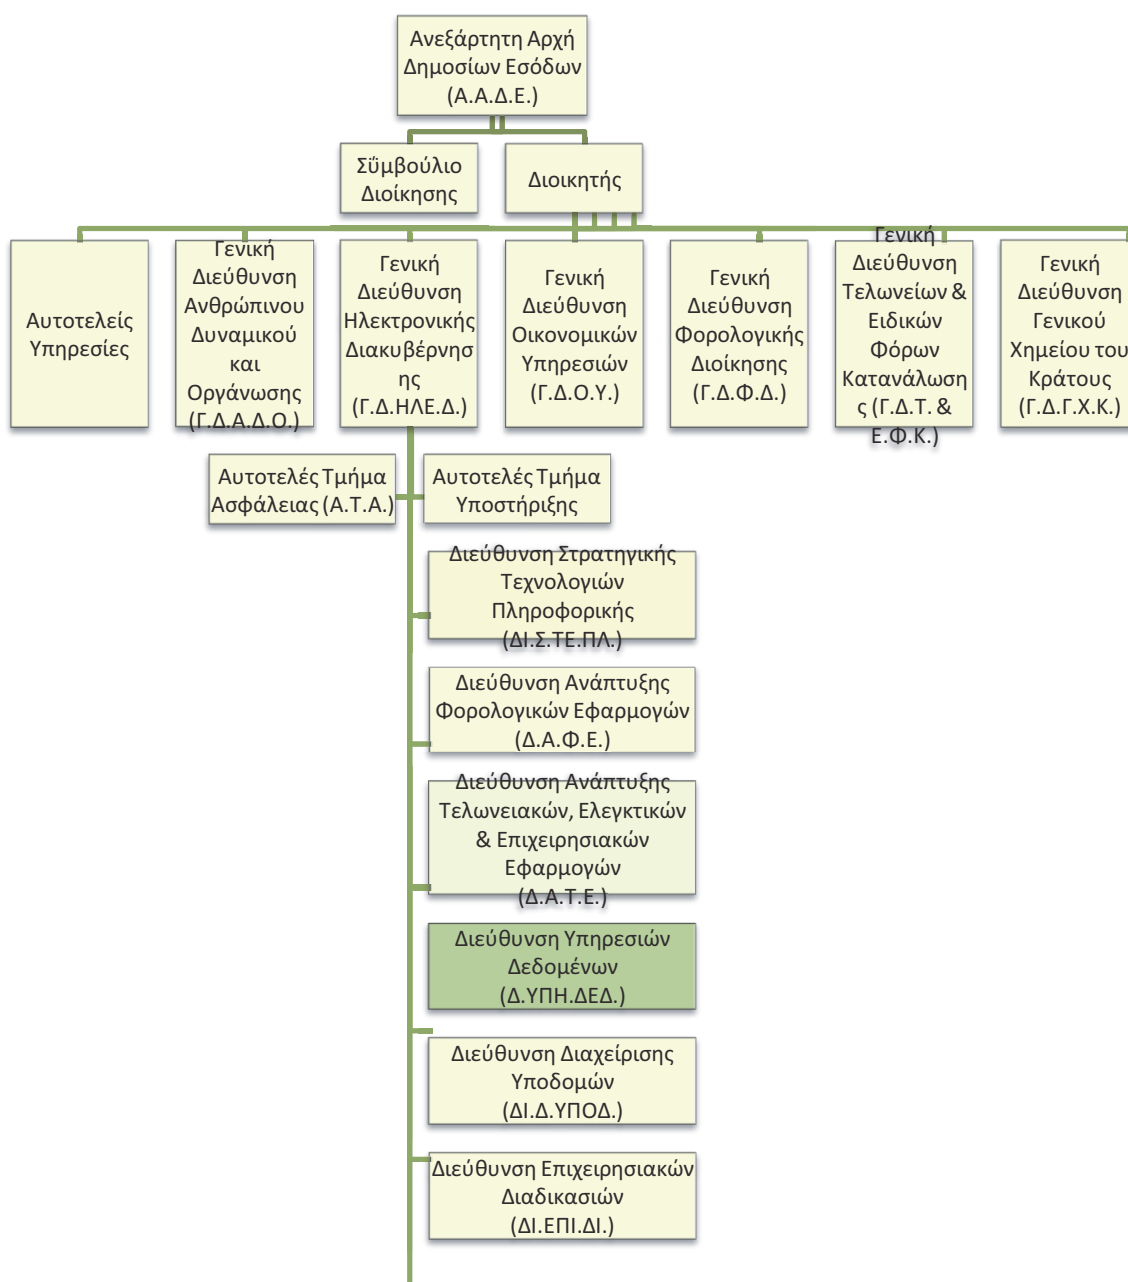 Ανεξάρτητη Αρχή
Δημοσίων Εσόδων
(Α.Α.Δ.Ε.)
Σΰμβούλιο
Διοίκησης
Διοικητής
Αυτοτελείς
Υπηρεσίες
Γενική
Διεύθυνση
Ανθρώπινου
Δυναμικού
και
Οργάνωσης
(Γ.Δ.Α.Δ.Ο.)
Γενική
Διεύθυνση
Ηλεκτρονικής
Διακυβέρνησ
ης
(Γ.Δ.ΗΛΕ.Δ.)
Γενική
Διεύθυνση
Οικονομικών
Υπηρεσιών
(Γ.Δ.Ο.Υ.)
Γενική
Διεύθυνση
Φορολογικής
Διοίκησης
(Γ.Δ.Φ.Δ.)
Γενική
Διεύθυνση
Τελωνείων &
Ειδικών
Φόρων
Κατανάλωση
ς (Γ.Δ.Τ. &
Ε.Φ.Κ.)
Γενική
Διεύθυνση
Γενικού
Χημείου του
Κράτους
(Γ.Δ.Γ.Χ.Κ.)
Αυτοτελές Τμήμα
Ασφάλειας (Α.Τ.Α.)
Αυτοτελές Τμήμα
Υποστήριξης
Διεύθυνση Στρατηγικής
Τεχνολογιών
Πληροφορικής
(ΔΙ.Σ.ΤΕ.ΠΛ.)
Διεύθυνση Ανάπτυξης
Φορολογικών Εφαρμογών
(Δ.Α.Φ.Ε.)
Διεύθυνση Ανάπτυξης
Τελωνειακών, Ελεγκτικών
& Επιχειρησιακών
Εφαρμογών
(Δ.Α.Τ.Ε.)
Διεύθυνση Υπηρεσιών
Δεδομένων
(Δ.ΥΠΗ.ΔΕΔ.)
Διεύθυνση Διαχείρισης
Υποδομών
(ΔΙ.Δ.ΥΠΟΔ.)
Διεύθυνση Επιχειρησιακών
Διαδικασιών
(ΔΙ.ΕΠΙ.ΔΙ.)